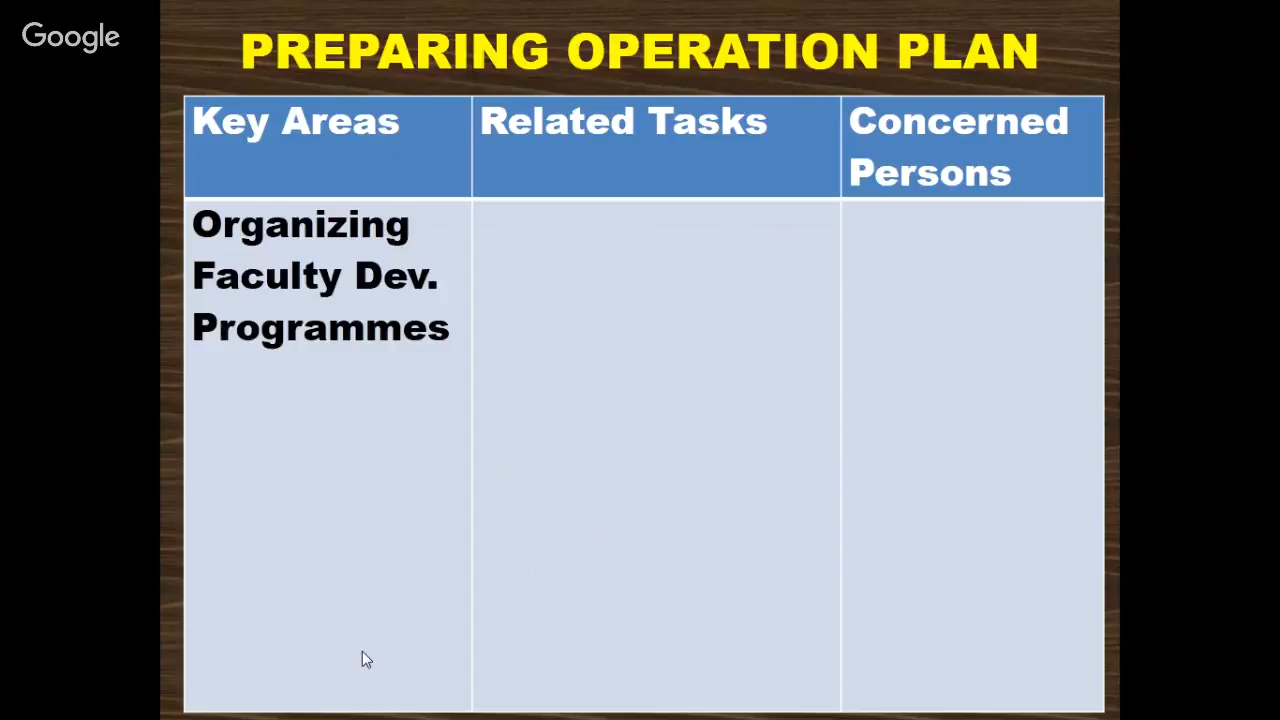 Google
PREPARING OPERATION PLAN
Key Areas
Related Tasks
Concerned
Persons
Organizing
Faculty Dev.
Programmes